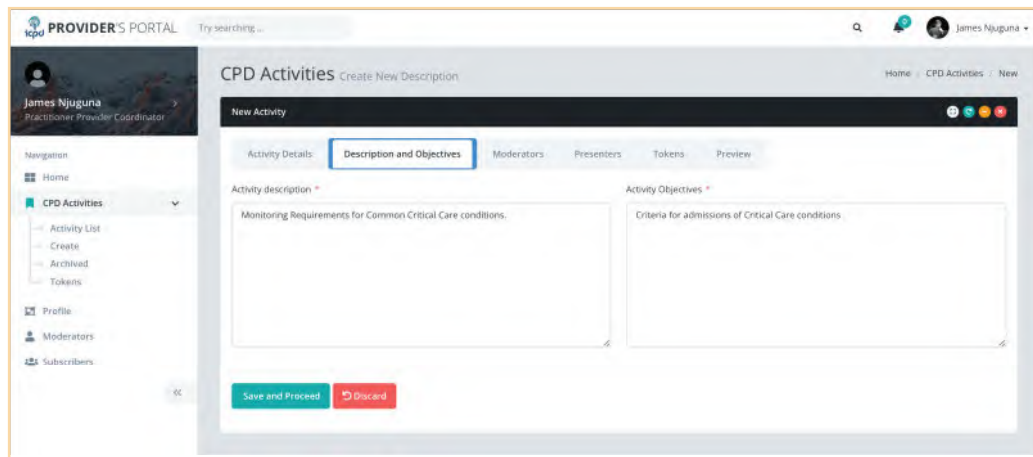 icpd PROVIDER'S PORTAL Try searching ... 0 James Njuguna
James Njuguna
Practitioner Provider Coordinator
Navigation
Home
CPD Activities
Activity List
Create
Archived
Tokens
Profile
Moderators
Subscribers
CPD Activities Create New Description
Home / CPD Activities / New
New Activity
Activity Details Description and Objectives Moderators Presenters Tokens Preview
Activity description * Activity Objectives *
Monitoring Requirements for Common Critical Care conditions. Criteria for admissions of Critical Care conditions
Save and Proceed Discard